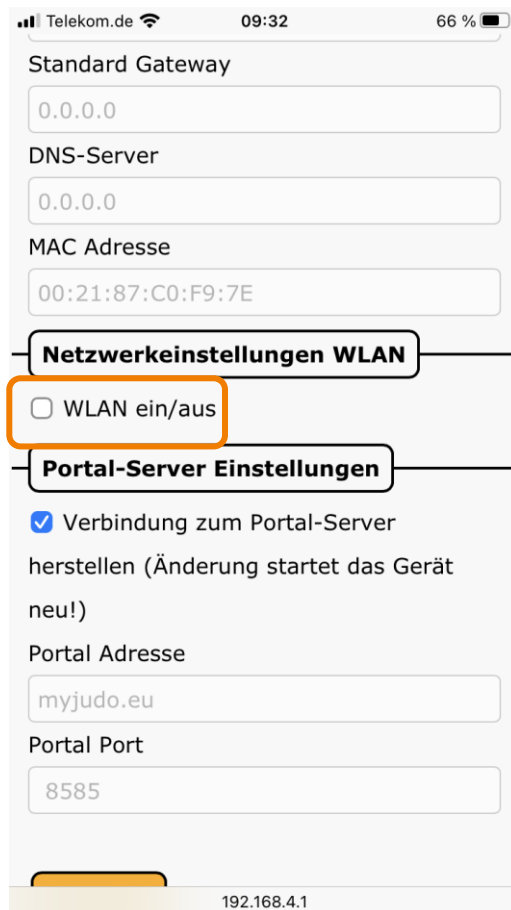 Telekom.de 09:32 66 %
Standard Gateway
0.0.0.0
DNS-Server
0.0.0.0
MAC Adresse
00:21:87:C0:F9:7E
Netzwerkeinstellungen WLAN
WLAN ein/aus
Portal-Server Einstellungen
Verbindung zum Portal-Server
herstellen (Änderung startet das Gerät
neu!)
Portal Adresse
myjudo.eu
Portal Port
8585
192.168.4.1